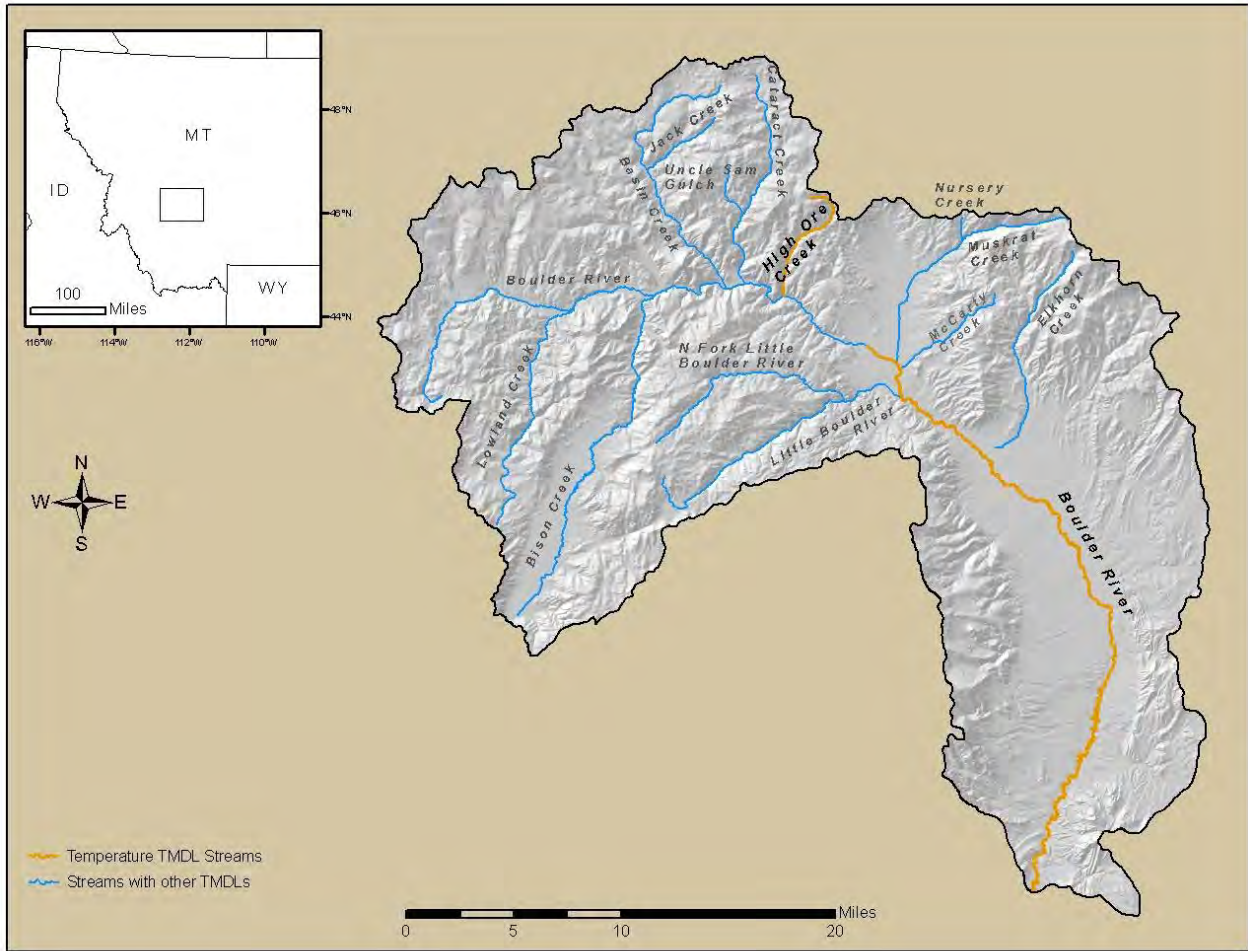 MT
ID
WY
100
Miles
48°N
46°N
44°N
116°W
114°W
112°W
110°W
Cataract Creek
Jack Creek
Uncle Sam
Gulch
Basin Creek
High Ore
Creek
Nursery
Creek
Muskrat
Creek
Boulder River
McCarty
Creek
Elkhorn
Creek
N Fork Little
Boulder River
Lowland Creek
Little Boulder
River
Bison Creek
Boulder River
N
W
E
S
Temperature TMDL Streams
Streams with other TMDLs
Miles
0
5
10
20